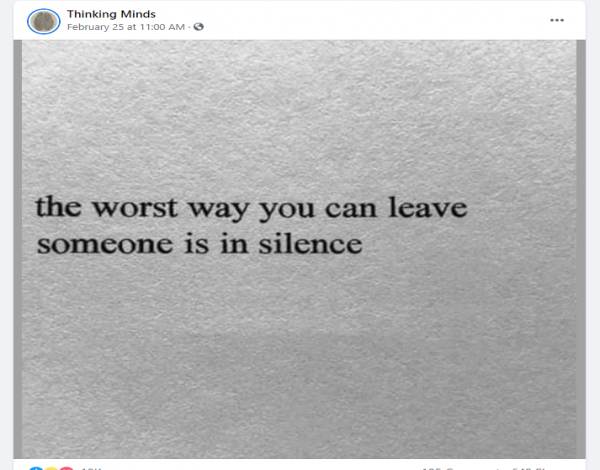 Thinking Minds
February 25 at 11:00 AM ·
the worst way you can leave
someone is in silence